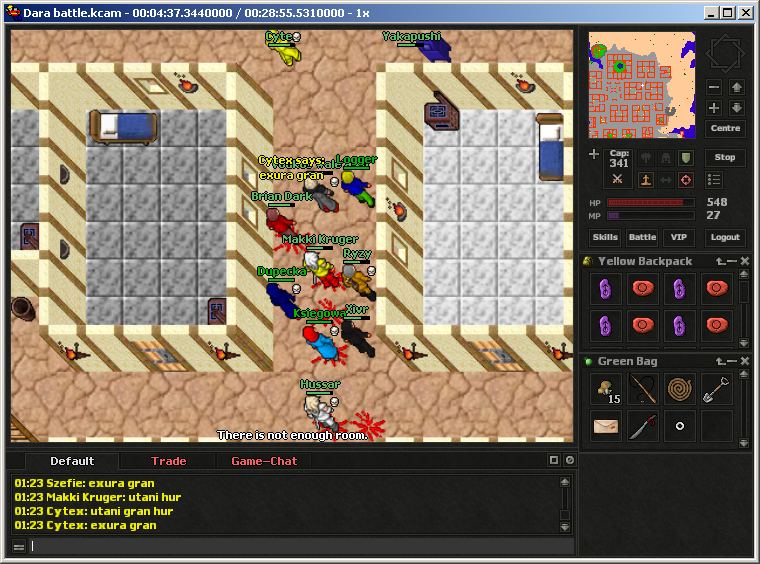 Dara battle.kcam - 00:04:37.3440000 / 00:28:55.5310000 - 1x
Cyte
Yakapushi
Cytex says:
exura gran
Logger
Brian Dark
Makki Kruger
Ryzy
Dupecka
Ksiegowa
Xivr
Hussar
There is not enough room.
Centre
Cap:
341
Stop
HP 548
MP 27
Skills Battle VIP Logout
Yellow Backpack
Green Bag
15
Default Trade Game-Chat
01:23 Szefie: exura gran
01:23 Makki Kruger: utani hur
01:23 Cytex: utani gran hur
01:23 Cytex: exura gran